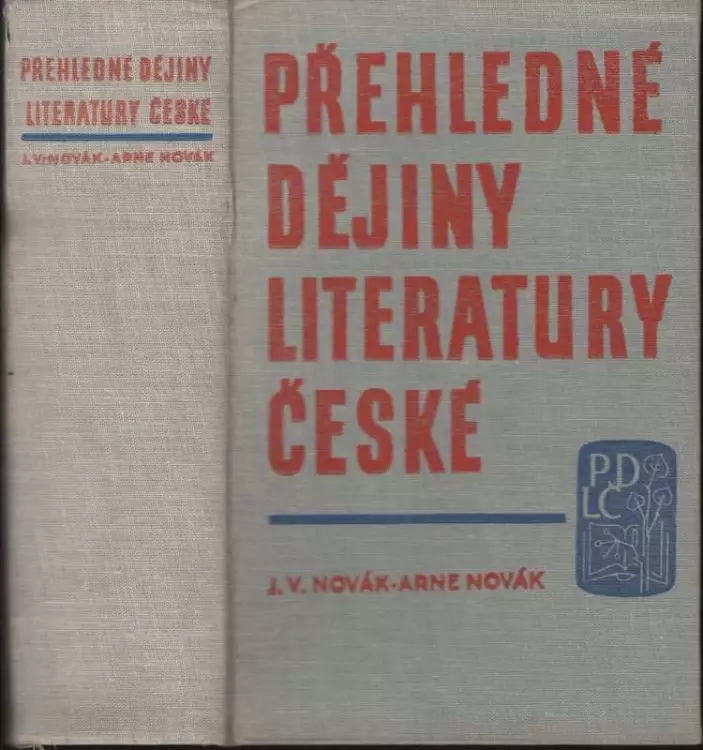 PŘEHLEDNÉ DĚJINY
LITERATURY ČESKÉ
J.V.NOVÁK-ARNE NOVÁK
PŘEHLEDNÉ
DĚJINY
LITERATURY
ČESKÉ
PD
LČ
J. V. NOVÁK-ARNE NOVÁK